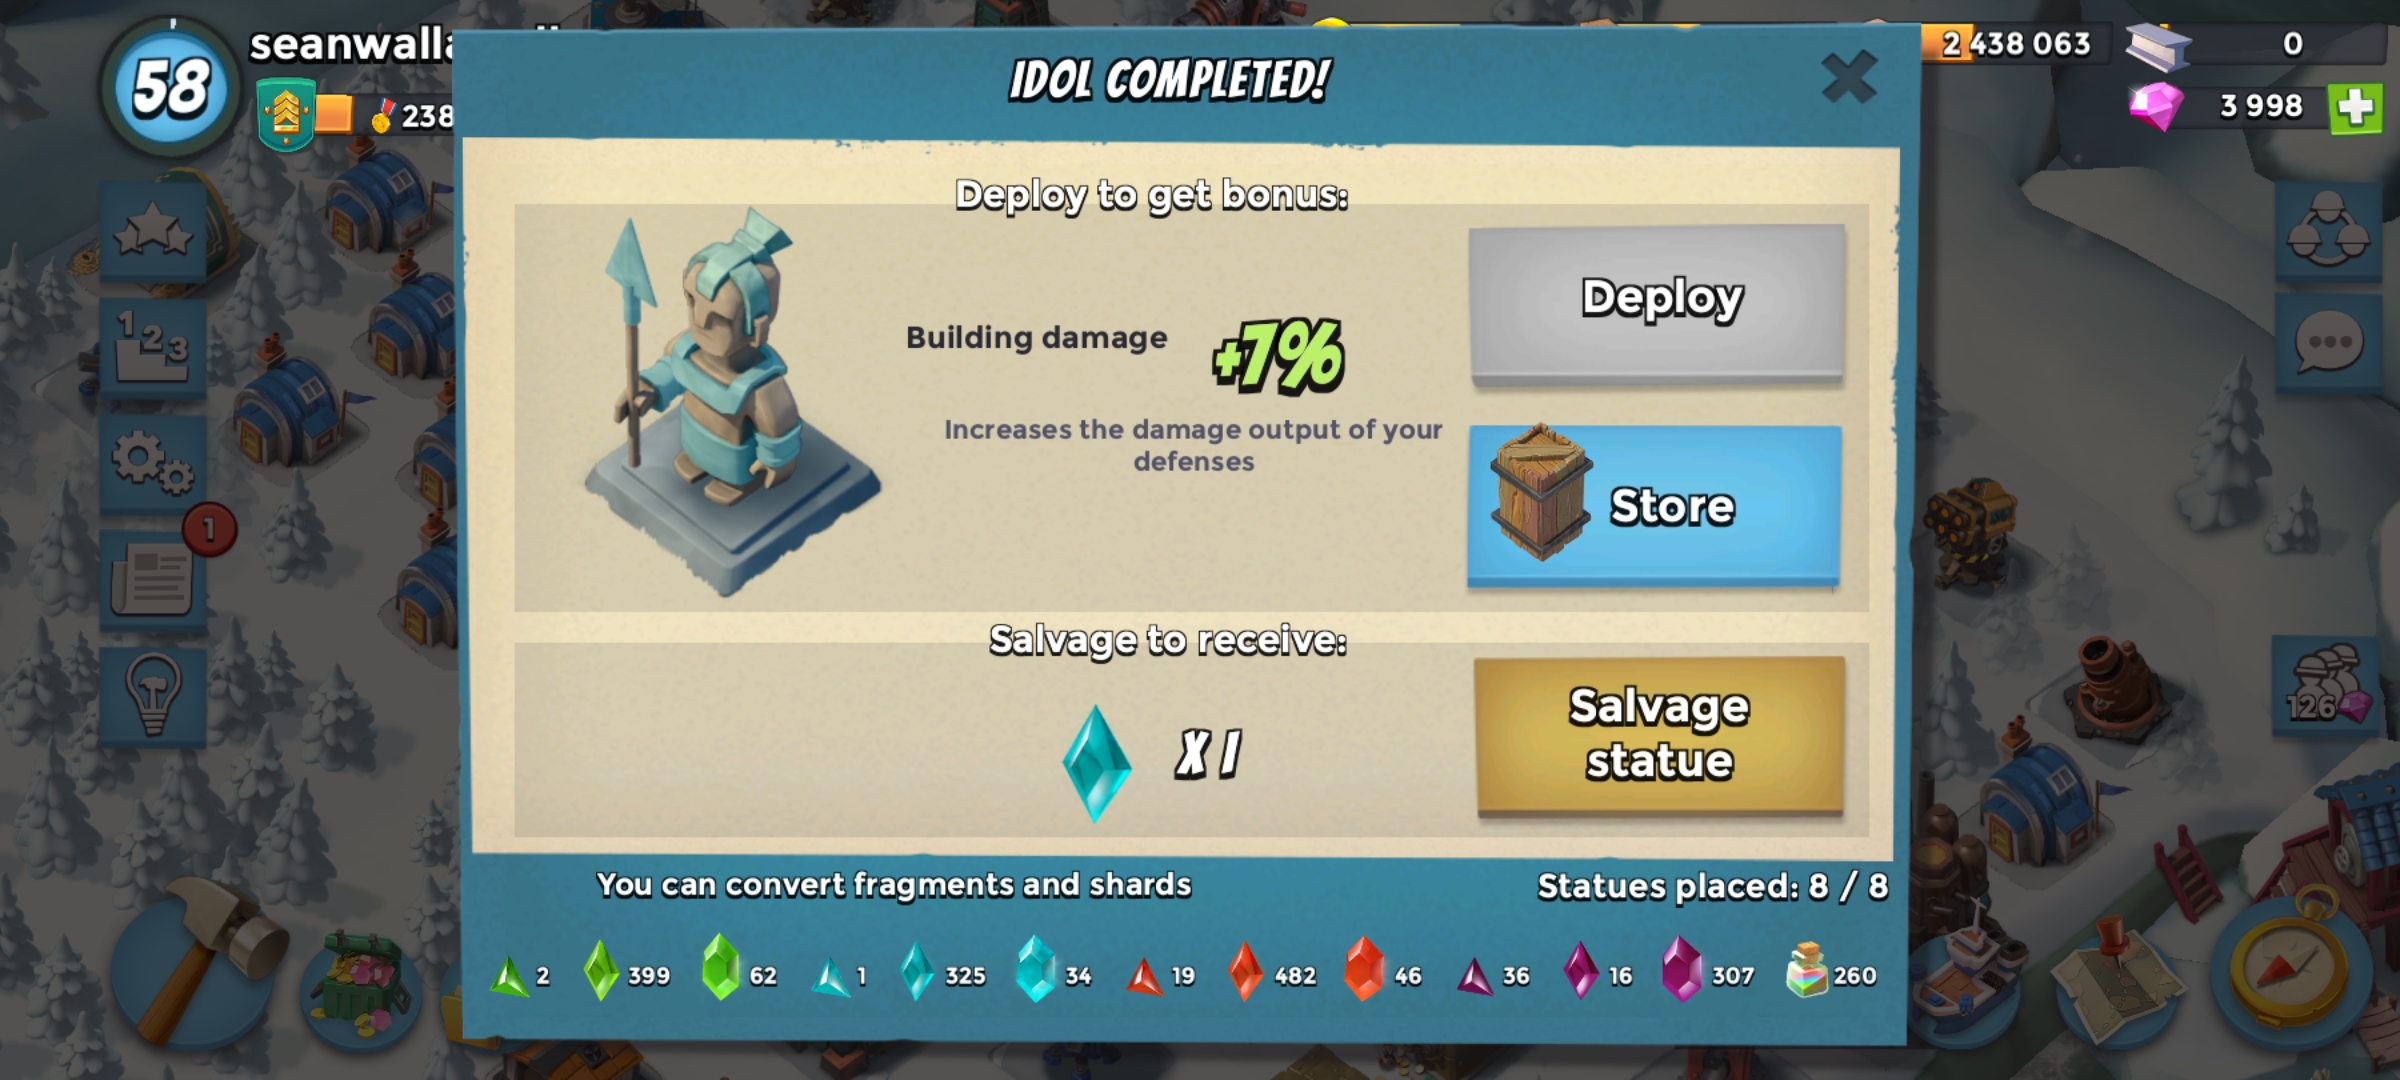 58
238
2 438 063
0
3 998
IDOL COMPLETED!
Deploy to get bonus:
Building damage
+7%
Increases the damage output of your
defenses
Deploy
Store
Salvage to receive:
X 1
Salvage
statue
1 2 3
1
126
You can convert fragments and shards
Statues placed: 8 / 8
2 399 62 1 325 34 19 482 46 36 16 307 260